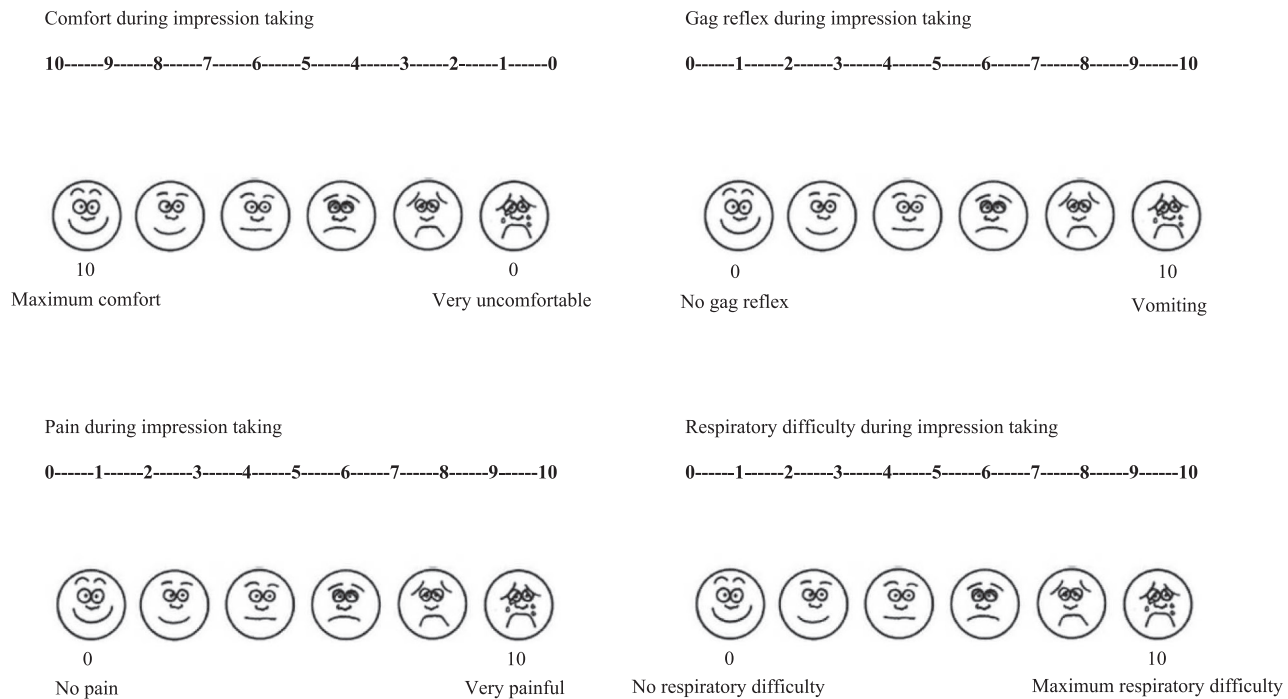 Comfort during impression taking
10------9------8------7------6------5------4------3------2------1------0
10
0
Maximum comfort
Very uncomfortable
Gag reflex during impression taking
0------1------2------3------4------5------6------7------8------9------10
0
10
No gag reflex
Vomiting
Pain during impression taking
0------1------2------3------4------5------6------7------8------9------10
0
10
No pain
Very painful
Respiratory difficulty during impression taking
0------1------2------3------4------5------6------7------8------9------10
0
10
No respiratory difficulty
Maximum respiratory difficulty